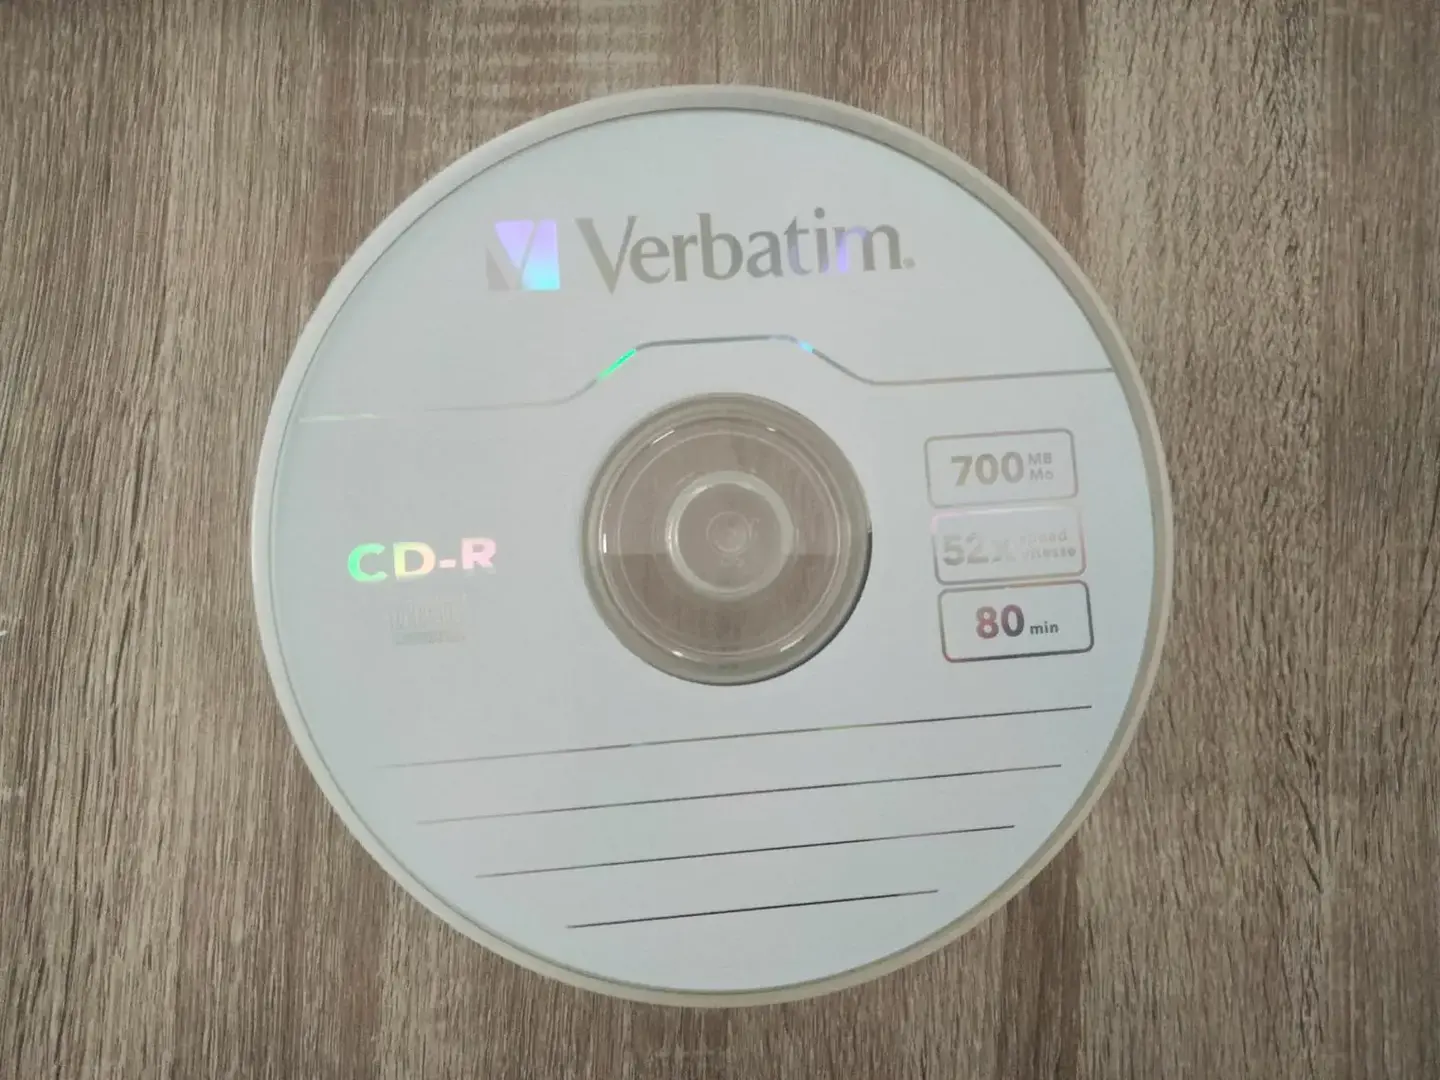 Verbatim.
700 MB
Mo
52x speed
vitesse
CD-R
80 min